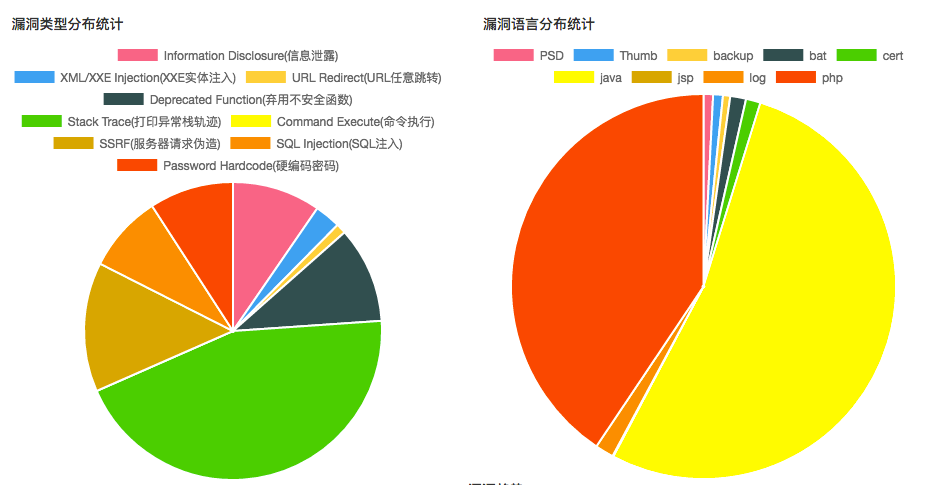 漏洞类型分布统计
Information Disclosure(信息泄露)
XML/XXE Injection(XXE实体注入) URL Redirect(URL任意跳转)
Deprecated Function(弃用不安全函数)
Stack Trace(打印异常栈轨迹) Command Execute(命令执行)
SSRF(服务器请求伪造) SQL Injection(SQL注入)
Password Hardcode(硬编码密码)
漏洞语言分布统计
PSD Thumb backup bat cert
java jsp log php